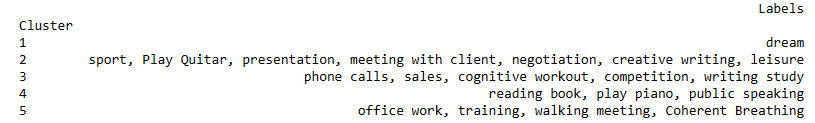 Labels
Cluster
1 dream
2 sport, Play Quitar, presentation, meeting with client, negotiation, creative writing, leisure
3 phone calls, sales, cognitive workout, competition, writing study
4 reading book, play piano, public speaking
5 office work, training, walking meeting, Coherent Breathing